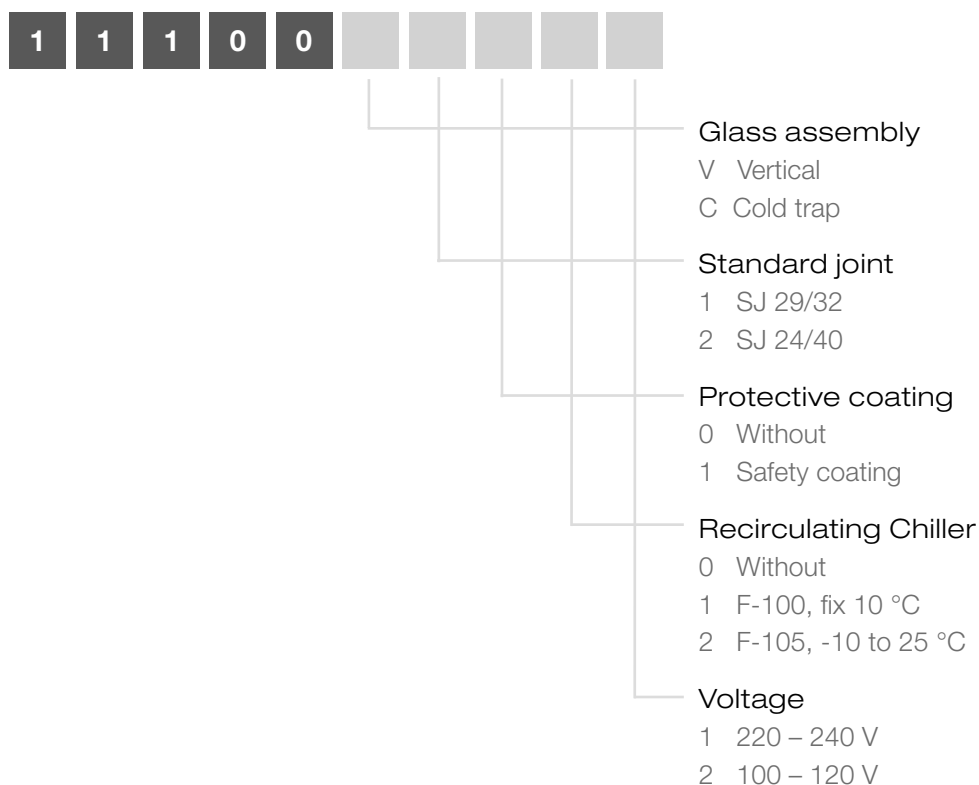 1 1 1 0 0
Glass assembly
V Vertical
C Cold trap
Standard joint
1 SJ 29/32
2 SJ 24/40
Protective coating
0 Without
1 Safety coating
Recirculating Chiller
0 Without
1 F-100, fix 10 °C
2 F-105, -10 to 25 °C
Voltage
1 220 – 240 V
2 100 – 120 V